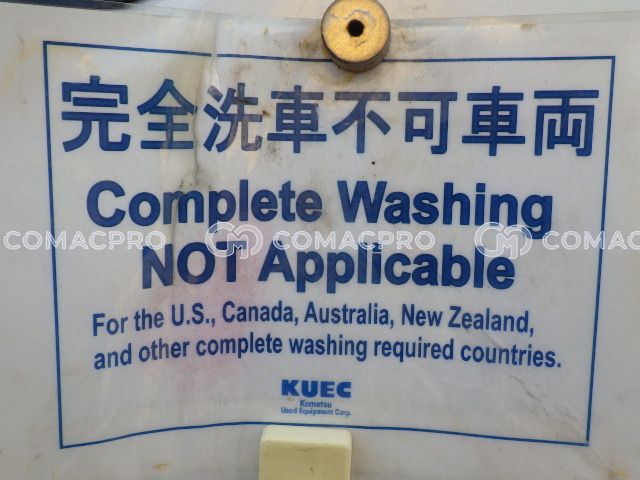 完全洗車不可車両
Complete Washing
NOT Applicable
COMACPRO COMACPRO COMACPRO
For the U.S., Canada, Australia, New Zealand,
and other complete washing required countries.
KUEC
Komatsu
Used Equipment Corp.